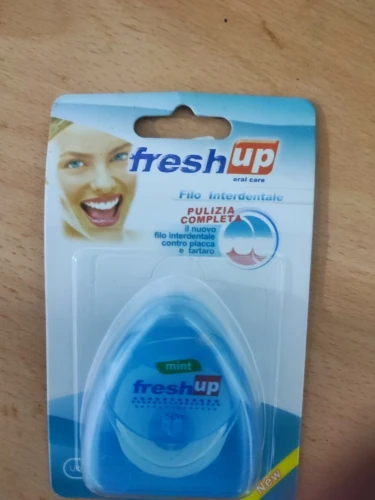 fresh up
oral care
Filo Interdentale
PULIZIA
COMPLETA
il nuovo
filo interdentale
contro placca
e tartaro
mint
fresh up
New